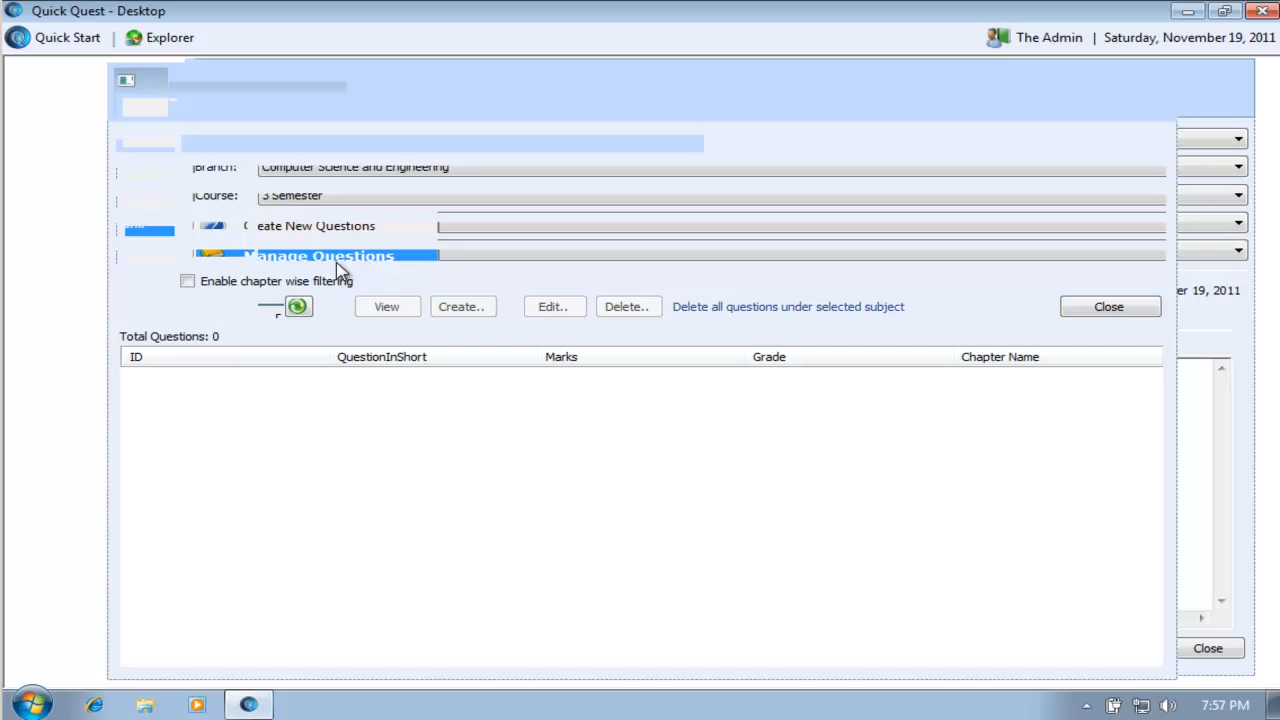 Quick Quest - Desktop
Quick Start | Explorer
The Admin | Saturday, November 19, 2011
Branch: Computer Science and Engineering
Course: 3 Semester
Create New Questions
Manage Questions
Enable chapter wise filtering
er 19, 2011
View Create.. Edit.. Delete.. Delete all questions under selected subject Close
Total Questions: 0
ID QuestionInShort Marks Grade Chapter Name
Close
7:57 PM